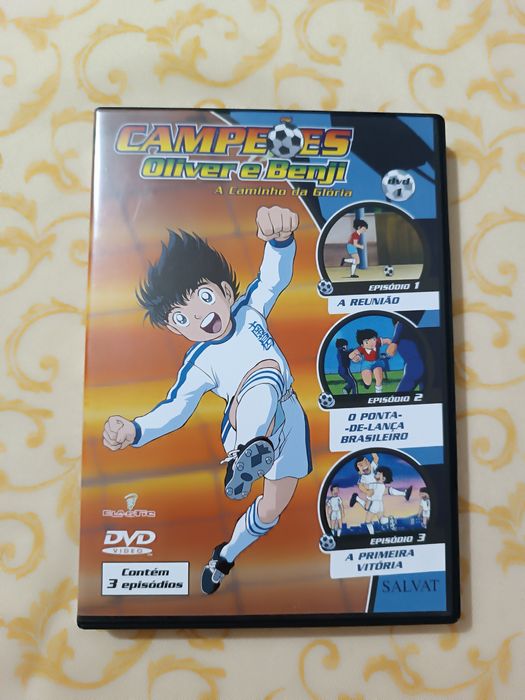 CAMPEÕES
Oliver e Benji
A Caminho da Glória
dvd
1
EPISÓDIO 1
A REUNIÃO
EPISÓDIO 2
O PONTA-
-DE-LANÇA
BRASILEIRO
EPISÓDIO 3
A PRIMEIRA
VITÓRIA
DVD
VIDEO
Contém
3 episódios
SALVAT